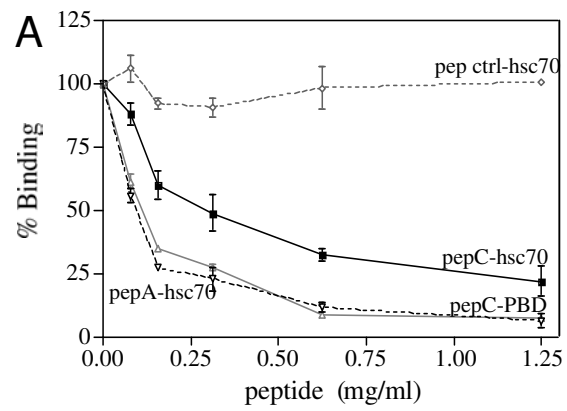 A
125
100
75
50
25
0
% Binding
pep ctrl-hsc70
pepC-hsc70
pepA-hsc70
pepC-PBD
0.00 0.25 0.50 0.75 1.00 1.25
peptide (mg/ml)